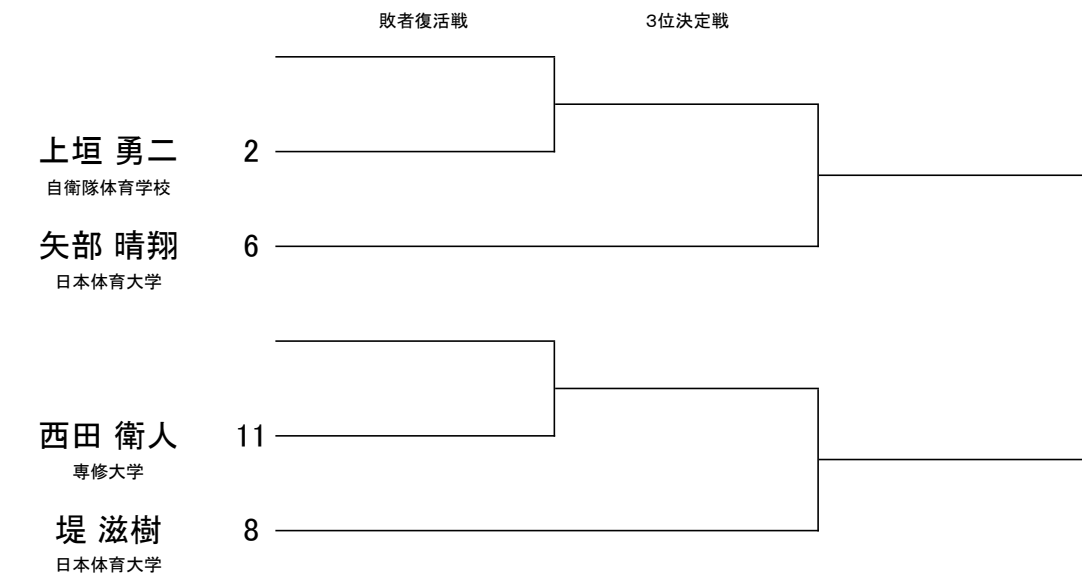 敗者復活戦 3位決定戦
上垣 勇二 2
自衛隊体育学校
矢部 晴翔 6
日本体育大学
西田 衛人 11
専修大学
堤 滋樹 8
日本体育大学